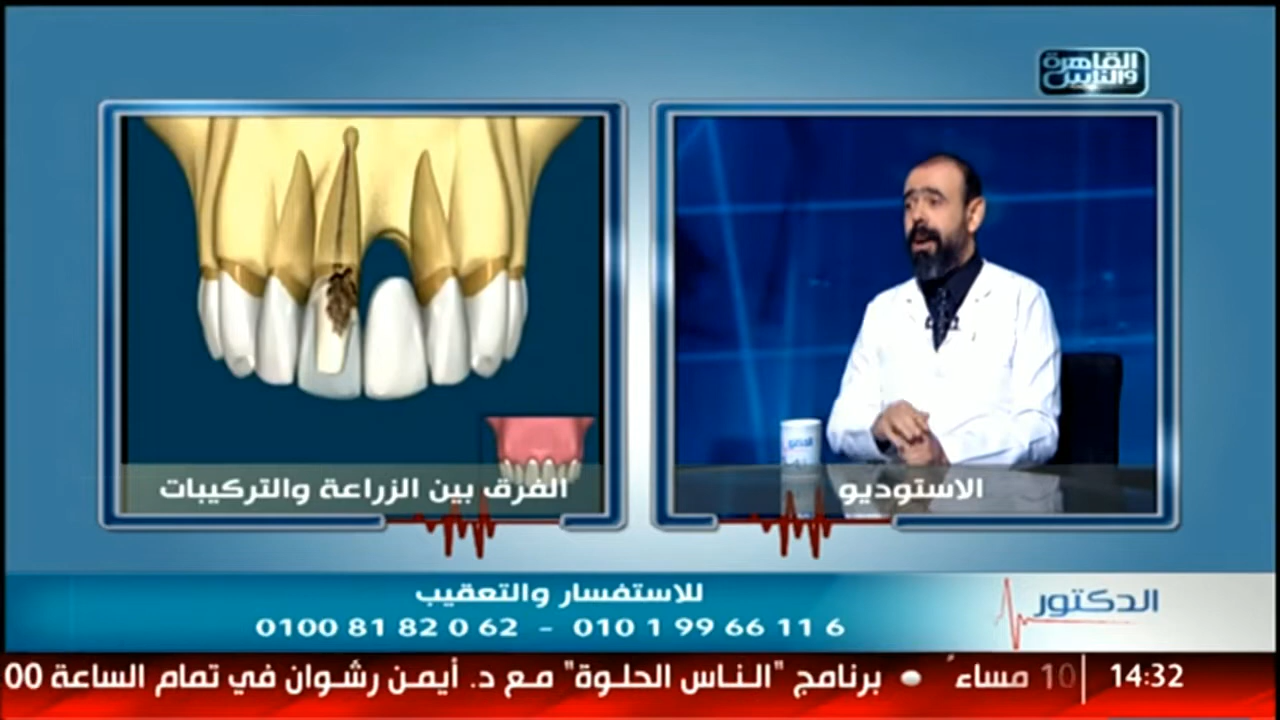 القاهرة
والناس
الفرق بين الزراعة والتركيبات
الاستوديو
للاستفسار والتعقيب
0100 81 82 0 62 - 010 1 99 66 11 6
الدكتور
14:32
10 مساءً • برنامج "الناس الحلوة" مع د. أيمن رشوان في تمام الساعة 00